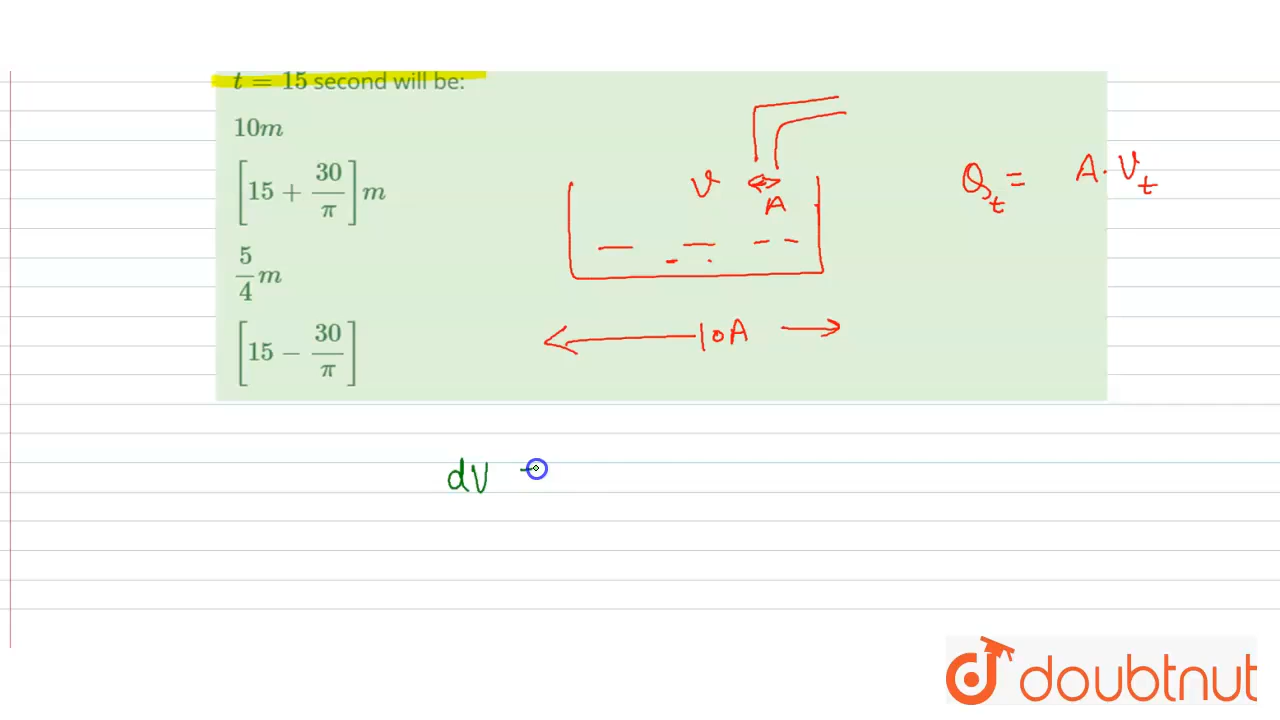 t = 15 second will be:
10m
[15 + 30/π] m
5/4 m
[15 − 30/π]
V
A
Q_t = A. V_t
10A
dV
doubtnut